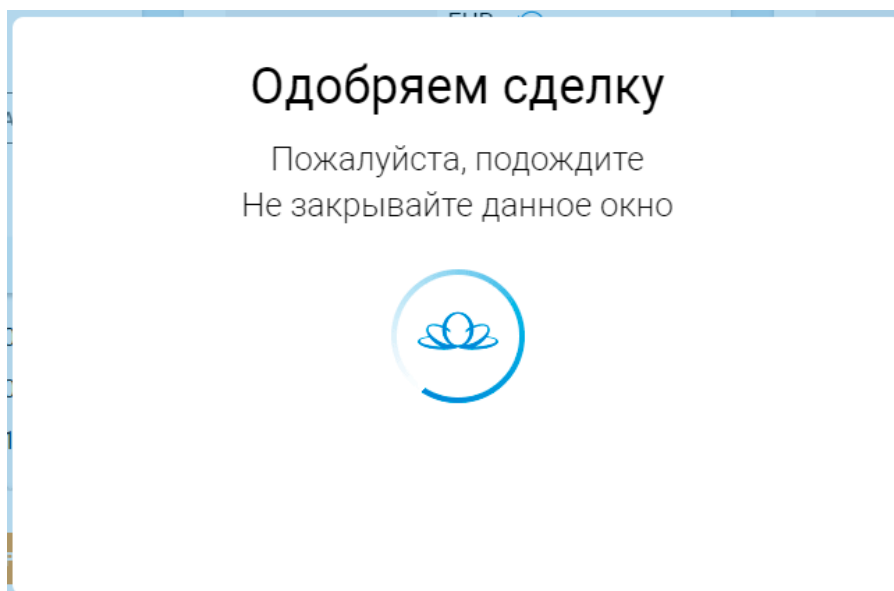 Одобряем сделку
Пожалуйста, подождите
Не закрывайте данное окно